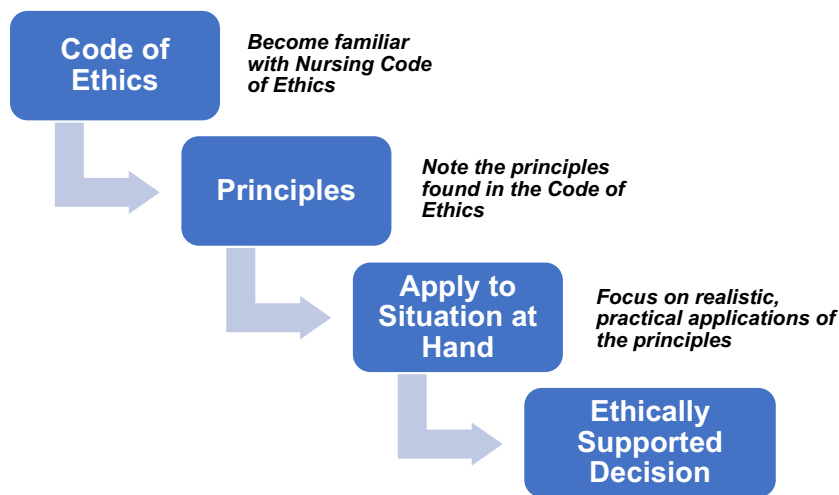 Code of
Ethics
Become familiar
with Nursing Code
of Ethics
Principles
Note the principles
found in the Code of
Ethics
Apply to
Situation at
Hand
Focus on realistic,
practical applications of
the principles
Ethically
Supported
Decision